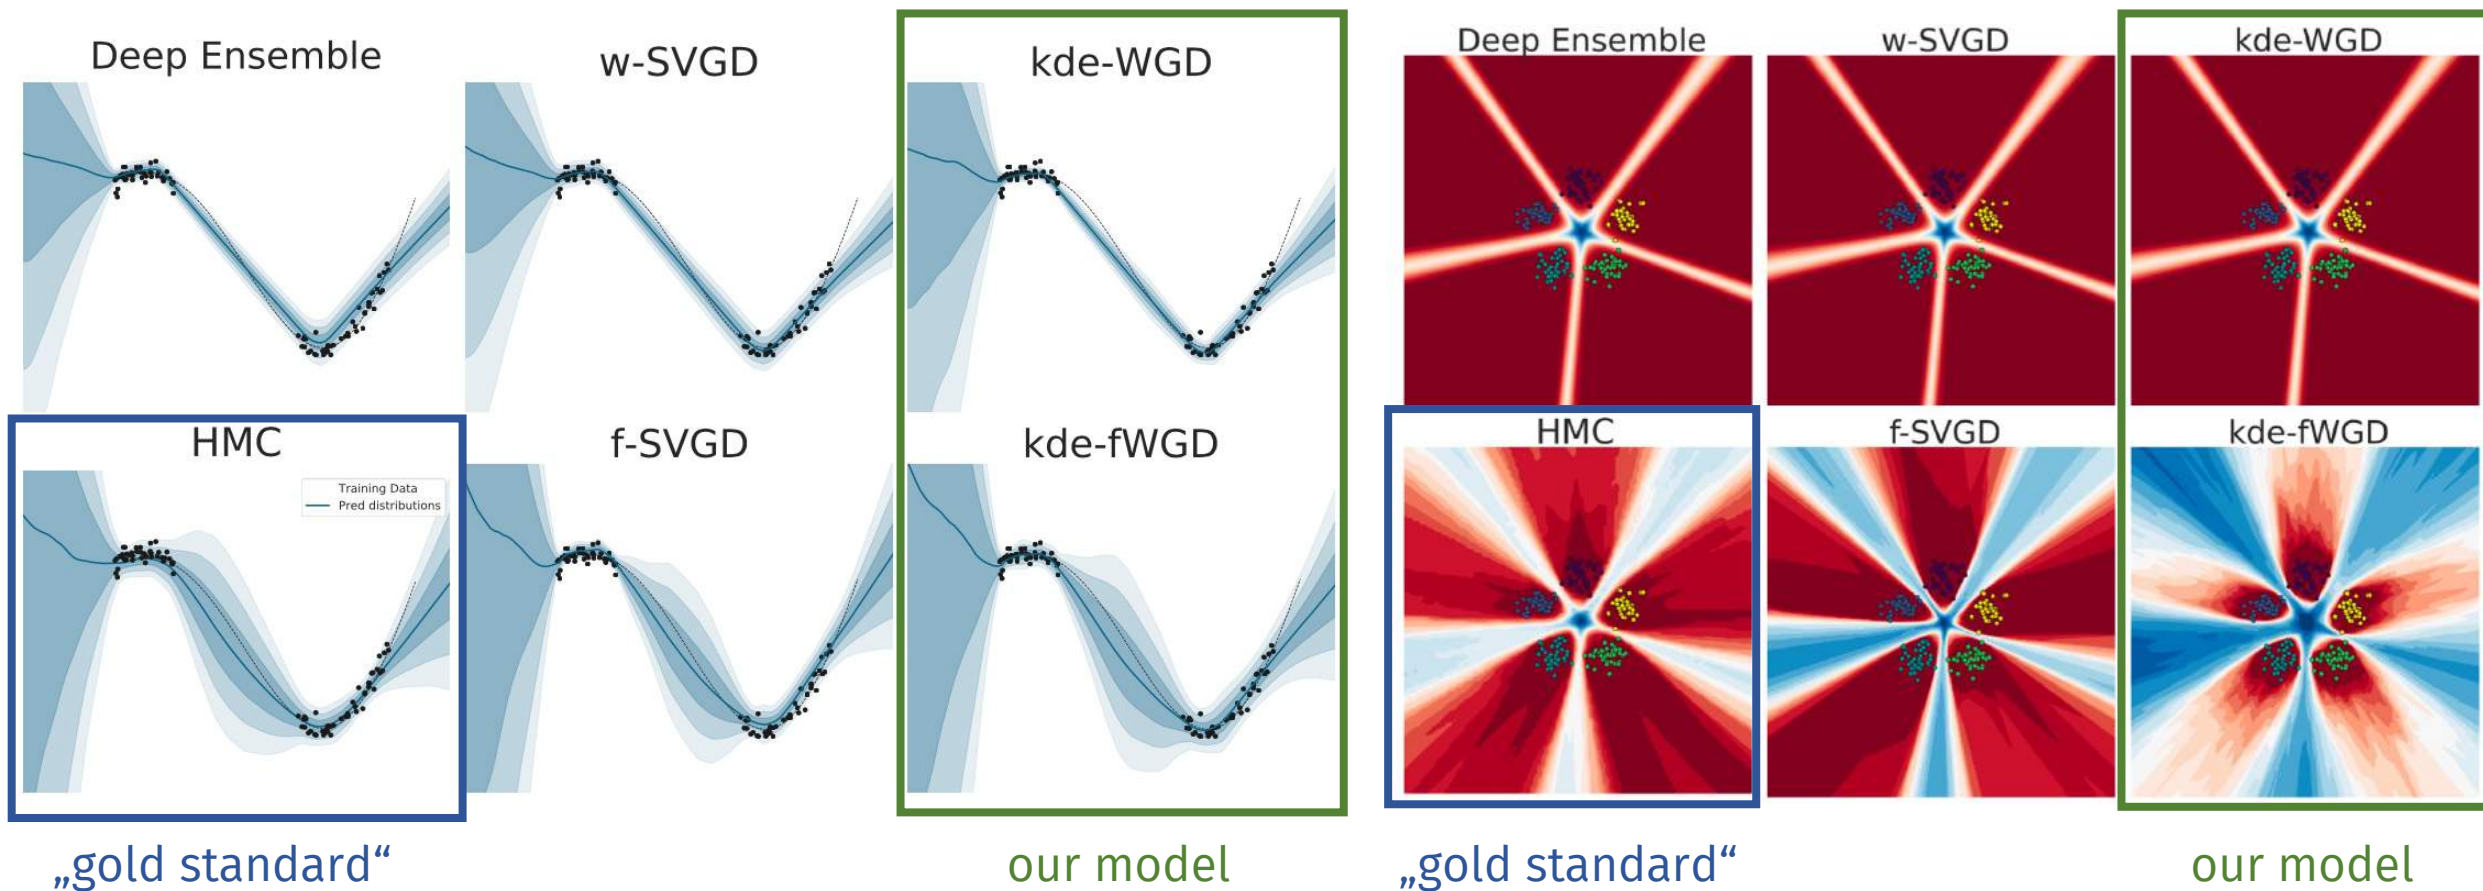 Deep Ensemble
w-SVGD
kde-WGD
HMC
f-SVGD
kde-fWGD
Training Data
Pred distributions
„gold standard“
our model
Deep Ensemble
w-SVGD
kde-WGD
HMC
f-SVGD
kde-fWGD
„gold standard“
our model